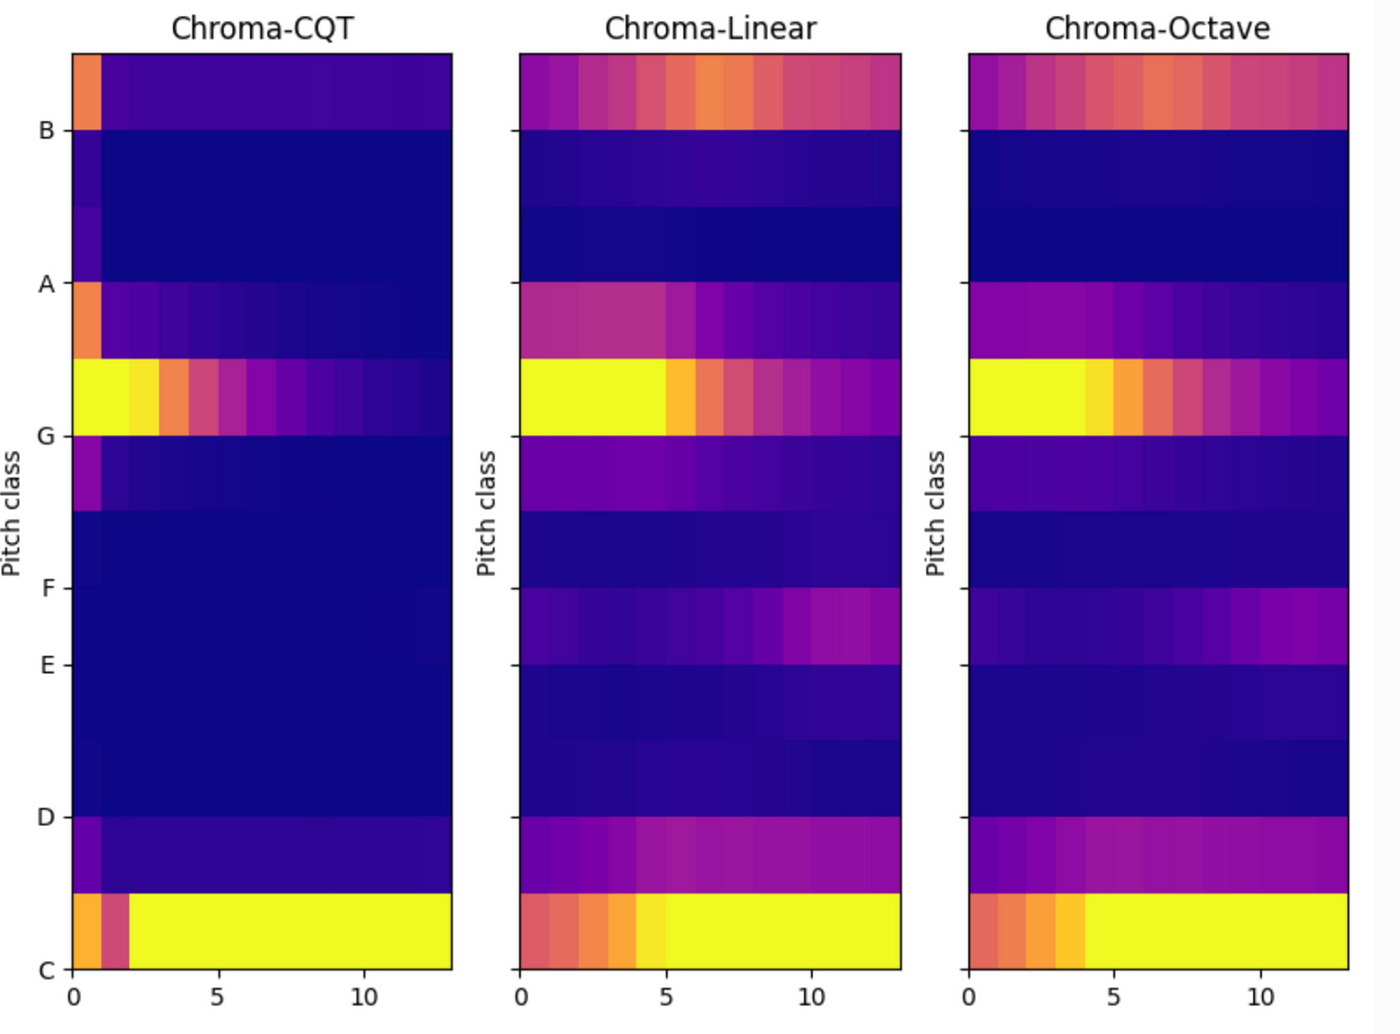 Chroma-CQT
Chroma-Linear
Chroma-Octave
B
A
G
F
E
D
C
Pitch class
Pitch class
Pitch class
0 5 10
0 5 10
0 5 10